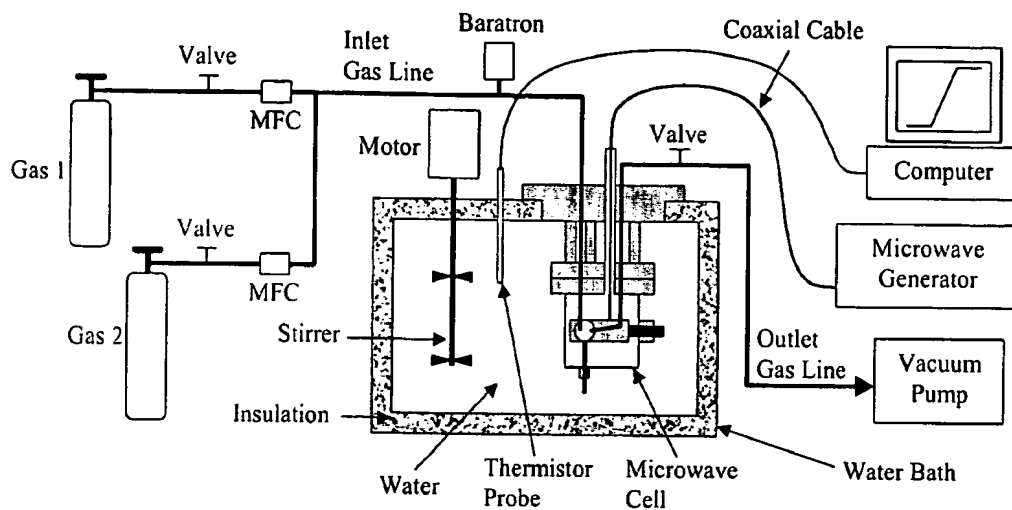 Baratron
Coaxial Cable
Valve
Inlet
Gas Line
MFC
Motor
Valve
Gas 1
Computer
Valve
MFC
Microwave
Generator
Gas 2
Stirrer
Outlet
Gas Line
Vacuum
Pump
Insulation
Water
Thermistor
Probe
Microwave
Cell
Water Bath